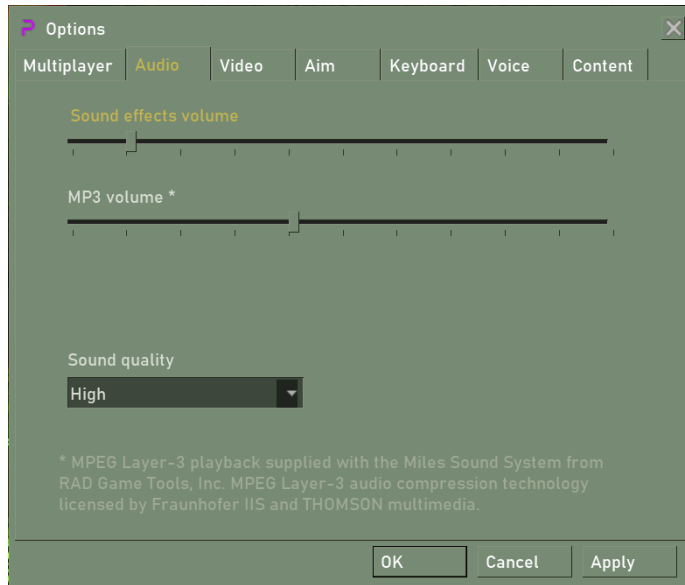 Options
Multiplayer Audio Video Aim Keyboard Voice Content
Sound effects volume
MP3 volume *
Sound quality
High
* MPEG Layer-3 playback supplied with the Miles Sound System from
RAD Game Tools, Inc. MPEG Layer-3 audio compression technology
licensed by Fraunhofer IIS and THOMSON multimedia.
OK Cancel Apply